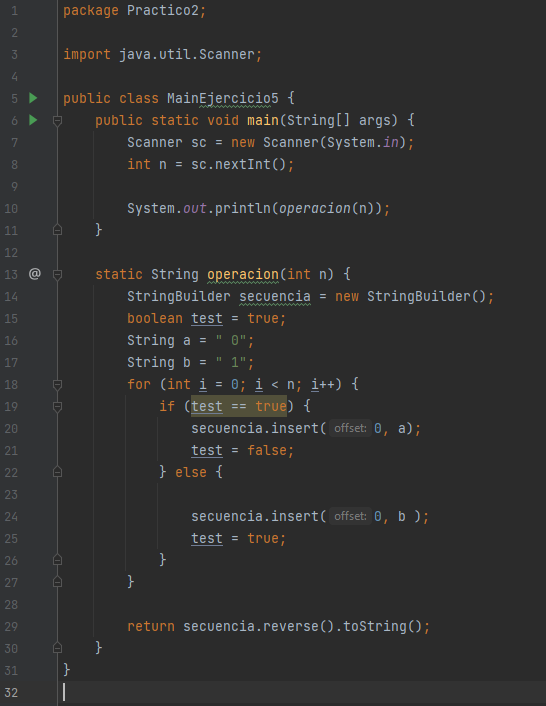 1 package Practico2;
2
3 import java.util.Scanner;
4
5 public class MainEjercicio5 {
6 public static void main(String[] args) {
7 Scanner sc = new Scanner(System.in);
8 int n = sc.nextInt();
9
10 System.out.println(operacion(n));
11 }
12
13 @ static String operacion(int n) {
14 StringBuilder secuencia = new StringBuilder();
15 boolean test = true;
16 String a = " 0";
17 String b = " 1";
18 for (int i = 0; i < n; i++) {
19 if (test == true) {
20 secuencia.insert( offset: 0, a);
21 test = false;
22 } else {
23
24 secuencia.insert( offset: 0, b );
25 test = true;
26 }
27 }
28
29 return secuencia.reverse().toString();
30 }
31 }
32